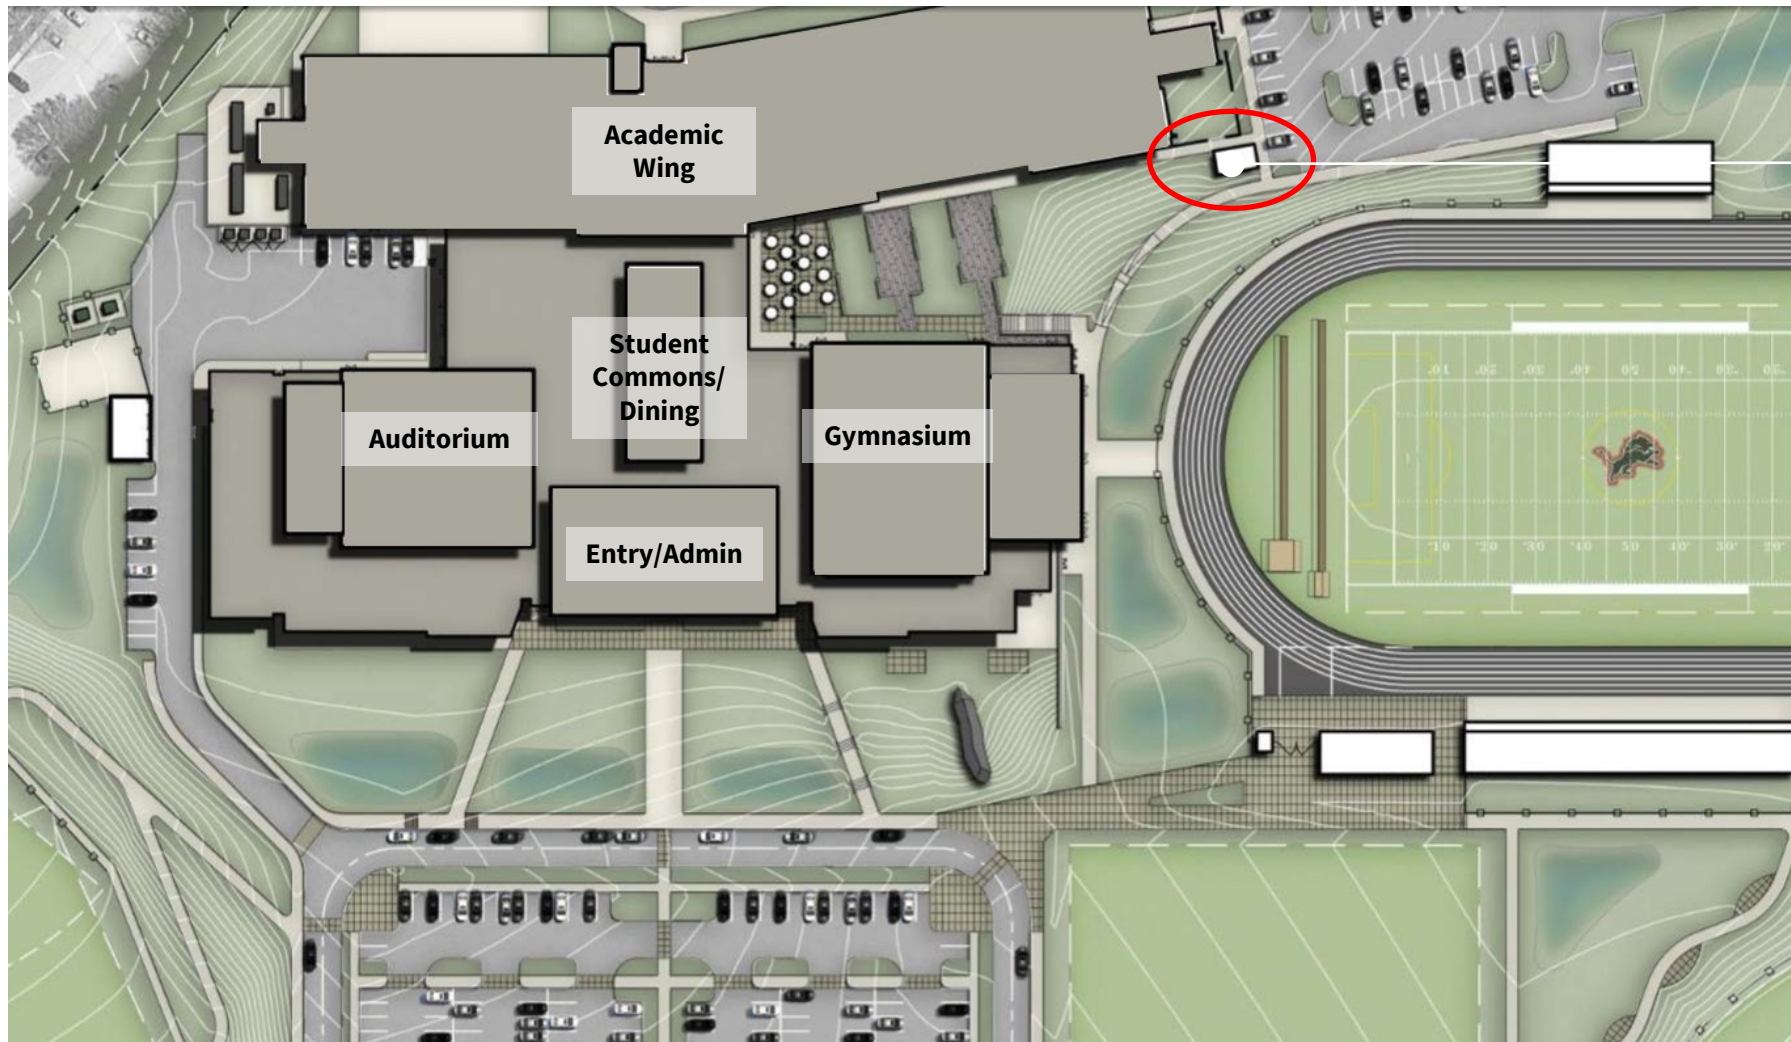 Academic
Wing
Student
Commons/
Dining
Auditorium
Gymnasium
Entry/Admin